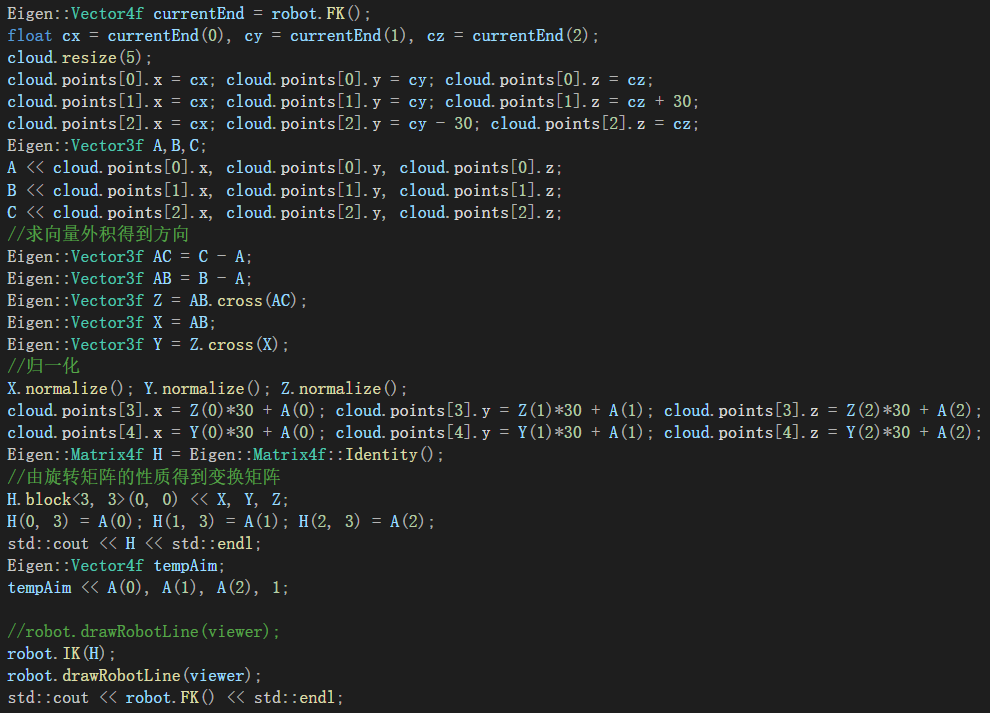 Eigen::Vector4f currentEnd = robot.FK();
float cx = currentEnd(0), cy = currentEnd(1), cz = currentEnd(2);
cloud.resize(5);
cloud.points[0].x = cx; cloud.points[0].y = cy; cloud.points[0].z = cz;
cloud.points[1].x = cx; cloud.points[1].y = cy; cloud.points[1].z = cz + 30;
cloud.points[2].x = cx; cloud.points[2].y = cy - 30; cloud.points[2].z = cz;
Eigen::Vector3f A,B,C;
A << cloud.points[0].x, cloud.points[0].y, cloud.points[0].z;
B << cloud.points[1].x, cloud.points[1].y, cloud.points[1].z;
C << cloud.points[2].x, cloud.points[2].y, cloud.points[2].z;
//求向量外积得到方向
Eigen::Vector3f AC = C - A;
Eigen::Vector3f AB = B - A;
Eigen::Vector3f Z = AB.cross(AC);
Eigen::Vector3f X = AB;
Eigen::Vector3f Y = Z.cross(X);
//归一化
X.normalize(); Y.normalize(); Z.normalize();
cloud.points[3].x = Z(0)*30 + A(0); cloud.points[3].y = Z(1)*30 + A(1); cloud.points[3].z = Z(2)*30 + A(2);
cloud.points[4].x = Y(0)*30 + A(0); cloud.points[4].y = Y(1)*30 + A(1); cloud.points[4].z = Y(2)*30 + A(2);
Eigen::Matrix4f H = Eigen::Matrix4f::Identity();
//由旋转矩阵的性质得到变换矩阵
H.block<3, 3>(0, 0) << X, Y, Z;
H(0, 3) = A(0); H(1, 3) = A(1); H(2, 3) = A(2);
std::cout << H << std::endl;
Eigen::Vector4f tempAim;
tempAim << A(0), A(1), A(2), 1;
//robot.drawRobotLine(viewer);
robot.IK(H);
robot.drawRobotLine(viewer);
std::cout << robot.FK() << std::endl;